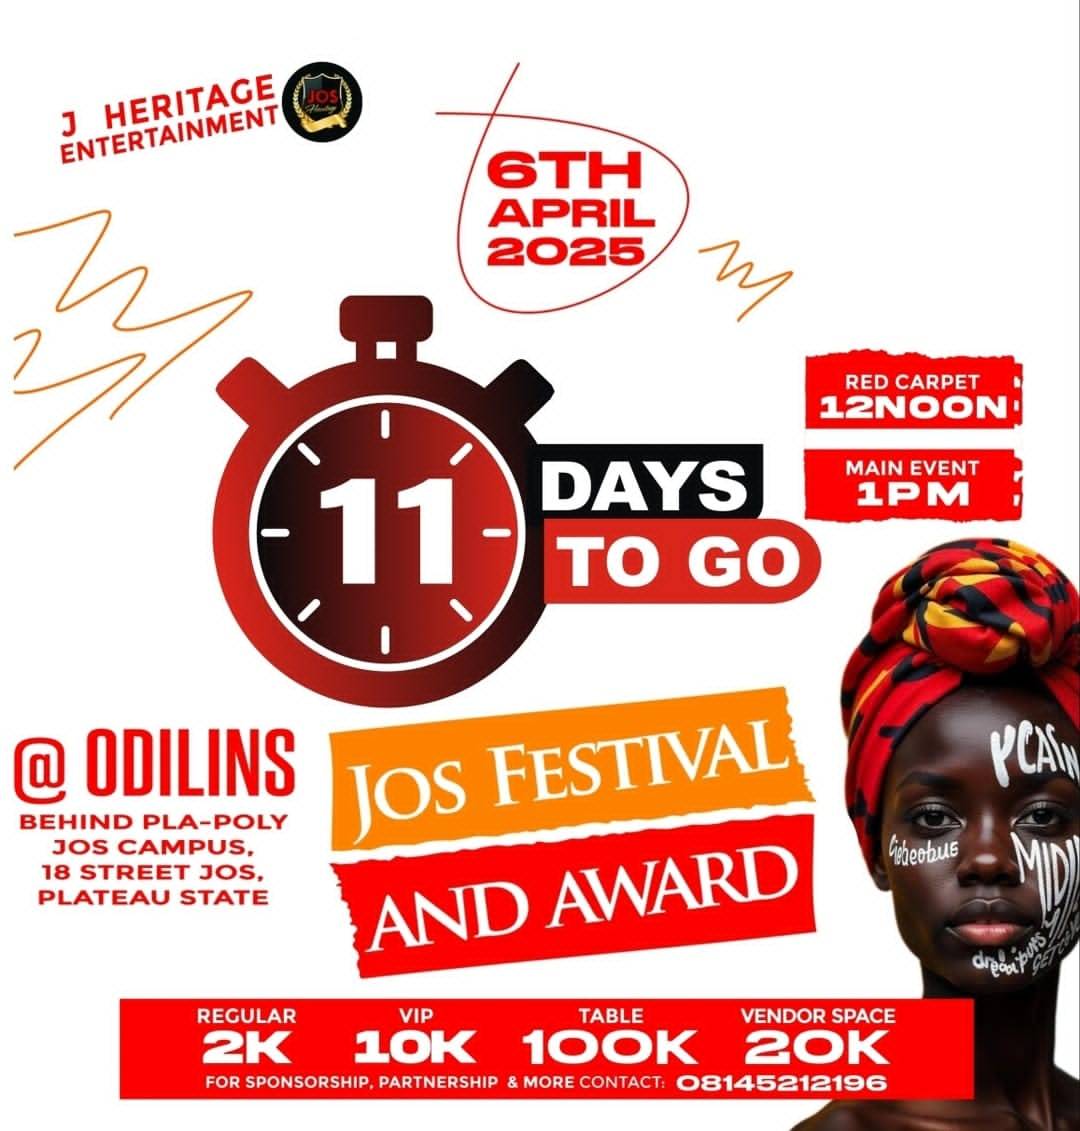 J HERITAGE
ENTERTAINMENT
JOS
Heritage
6TH
APRIL
2025
RED CARPET
12NOON
MAIN EVENT
1PM
11
DAYS
TO GO
@ ODILINS
BEHIND PLA-POLY
JOS CAMPUS,
18 STREET JOS,
PLATEAU STATE
JOS FESTIVAL
AND AWARD
REGULAR
2K
VIP
10K
TABLE
100K
VENDOR SPACE
20K
FOR SPONSORSHIP, PARTNERSHIP & MORE CONTACT: 08145212196